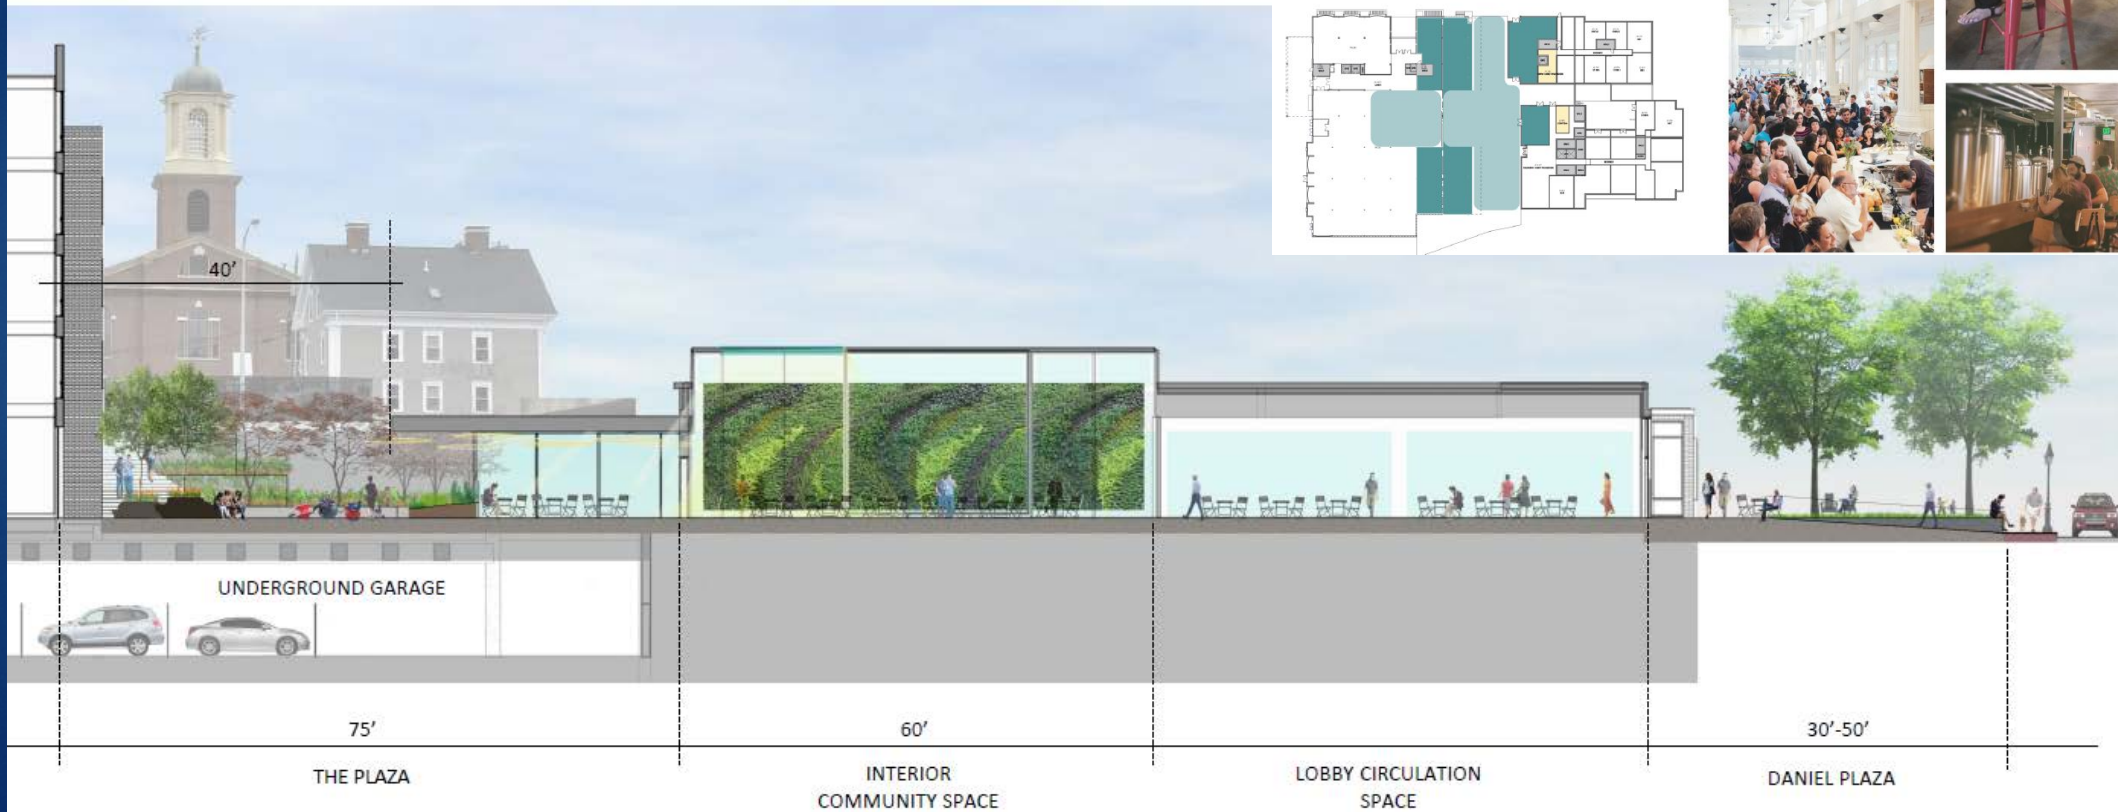 40’
UNDERGROUND GARAGE
75’
60’
30’-50’
THE PLAZA
INTERIOR
COMMUNITY SPACE
LOBBY CIRCULATION
SPACE
DANIEL PLAZA